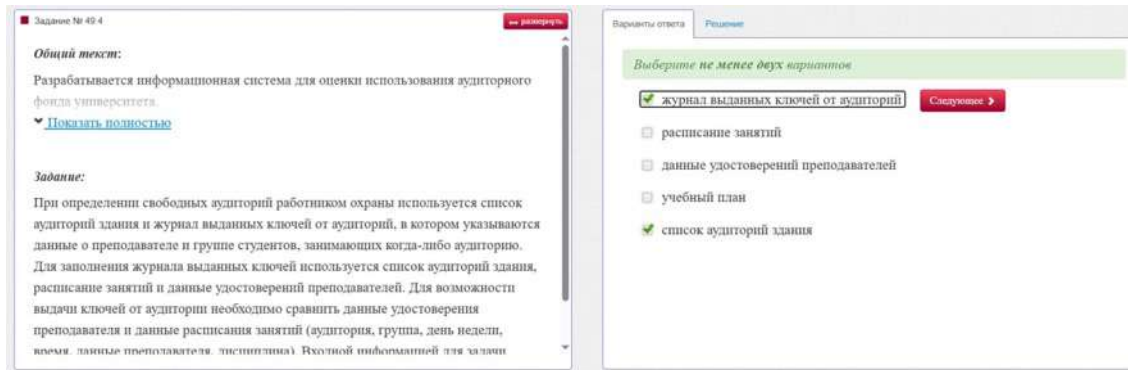 Задание № 49.4
развернуть
Общий текст:
Разрабатывается информационная система для оценки использования аудиторного
фонда университета.
Показать полностью
Задание:
При определении свободных аудиторий работником охраны используется список
аудиторий здания и журнал выданных ключей от аудиторий, в котором указываются
данные о преподавателе и группе студентов, занимающих когда-либо аудиторию.
Для заполнения журнала выданных ключей используется список аудиторий здания,
расписание занятий и данные удостоверений преподавателей. Для возможности
выдачи ключей от аудитории необходимо сравнить данные удостоверения
преподавателя и данные расписания занятий (аудитория, группа, день недели,
время, данные преподавателя, дисциплина). Входной информацией для задачи
Варианты ответа
Решение
Выберите не менее двух вариантов
журнал выданных ключей от аудиторий
Следующее
расписание занятий
данные удостоверений преподавателей
учебный план
список аудиторий здания